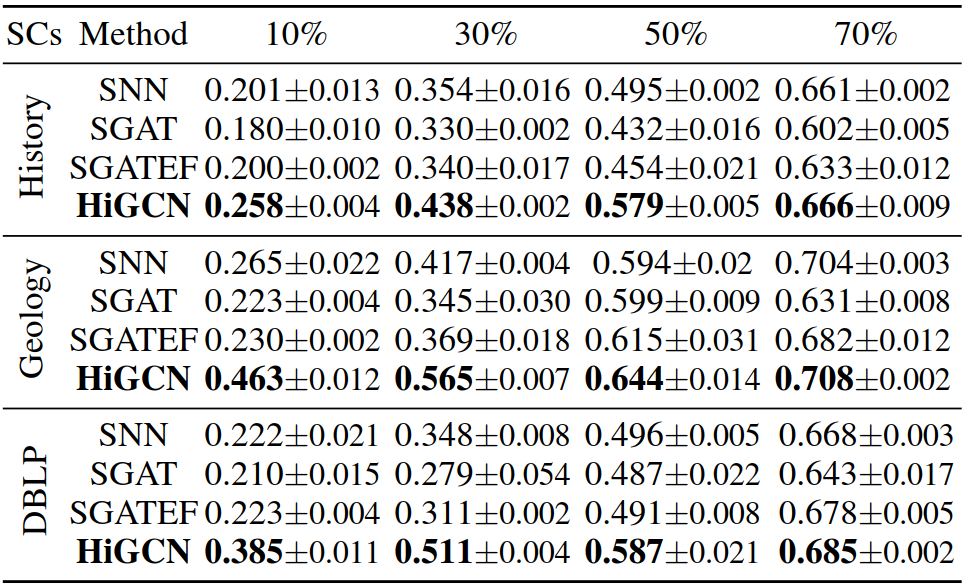 SCs Method 10% 30% 50% 70%
History
SNN 0.201±0.013 0.354±0.016 0.495±0.002 0.661±0.002
SGAT 0.180±0.010 0.330±0.002 0.432±0.016 0.602±0.005
SGATEF 0.200±0.002 0.340±0.017 0.454±0.021 0.633±0.012
HiGCN 0.258±0.004 0.438±0.002 0.579±0.005 0.666±0.009
Geology
SNN 0.265±0.022 0.417±0.004 0.594±0.02 0.704±0.003
SGAT 0.223±0.004 0.345±0.030 0.599±0.009 0.631±0.008
SGATEF 0.230±0.002 0.369±0.018 0.615±0.031 0.682±0.012
HiGCN 0.463±0.012 0.565±0.007 0.644±0.014 0.708±0.002
DBLP
SNN 0.222±0.021 0.348±0.008 0.496±0.005 0.668±0.003
SGAT 0.210±0.015 0.279±0.054 0.487±0.022 0.643±0.017
SGATEF 0.223±0.004 0.311±0.002 0.491±0.008 0.678±0.005
HiGCN 0.385±0.011 0.511±0.004 0.587±0.021 0.685±0.002